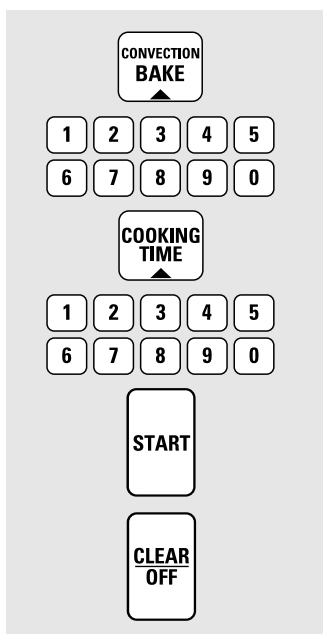 CONVECTION
BAKE
1 2 3 4 5
6 7 8 9 0
COOKING
TIME
1 2 3 4 5
6 7 8 9 0
START
CLEAR
OFF